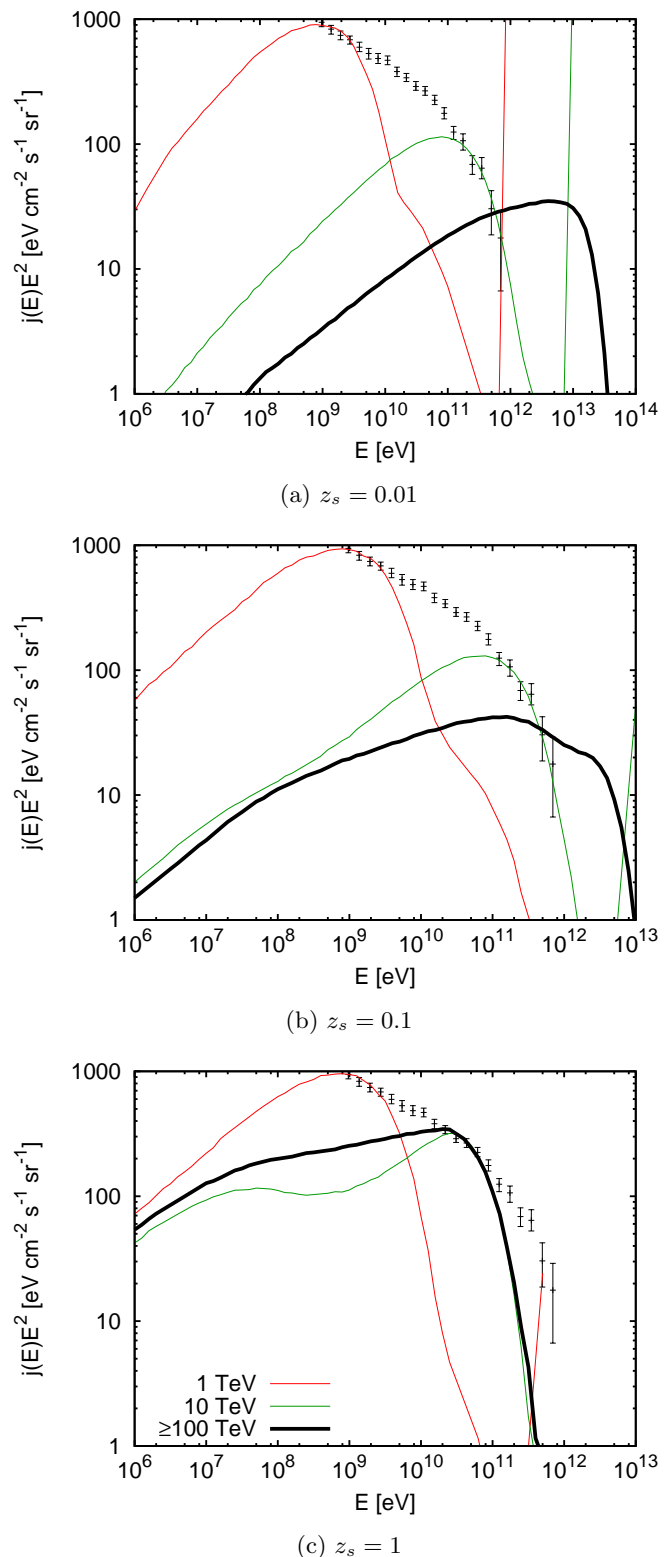 1000
100
10
1
j(E)E² [eV cm⁻² s⁻¹ sr⁻¹]
10⁶ 10⁷ 10⁸ 10⁹ 10¹⁰ 10¹¹ 10¹² 10¹³ 10¹⁴
E [eV]
(a) zₛ = 0.01
1000
100
10
1
j(E)E² [eV cm⁻² s⁻¹ sr⁻¹]
10⁶ 10⁷ 10⁸ 10⁹ 10¹⁰ 10¹¹ 10¹² 10¹³
E [eV]
(b) zₛ = 0.1
1000
100
10
1
j(E)E² [eV cm⁻² s⁻¹ sr⁻¹]
1 TeV
10 TeV
≥100 TeV
10⁶ 10⁷ 10⁸ 10⁹ 10¹⁰ 10¹¹ 10¹² 10¹³
E [eV]
(c) zₛ = 1